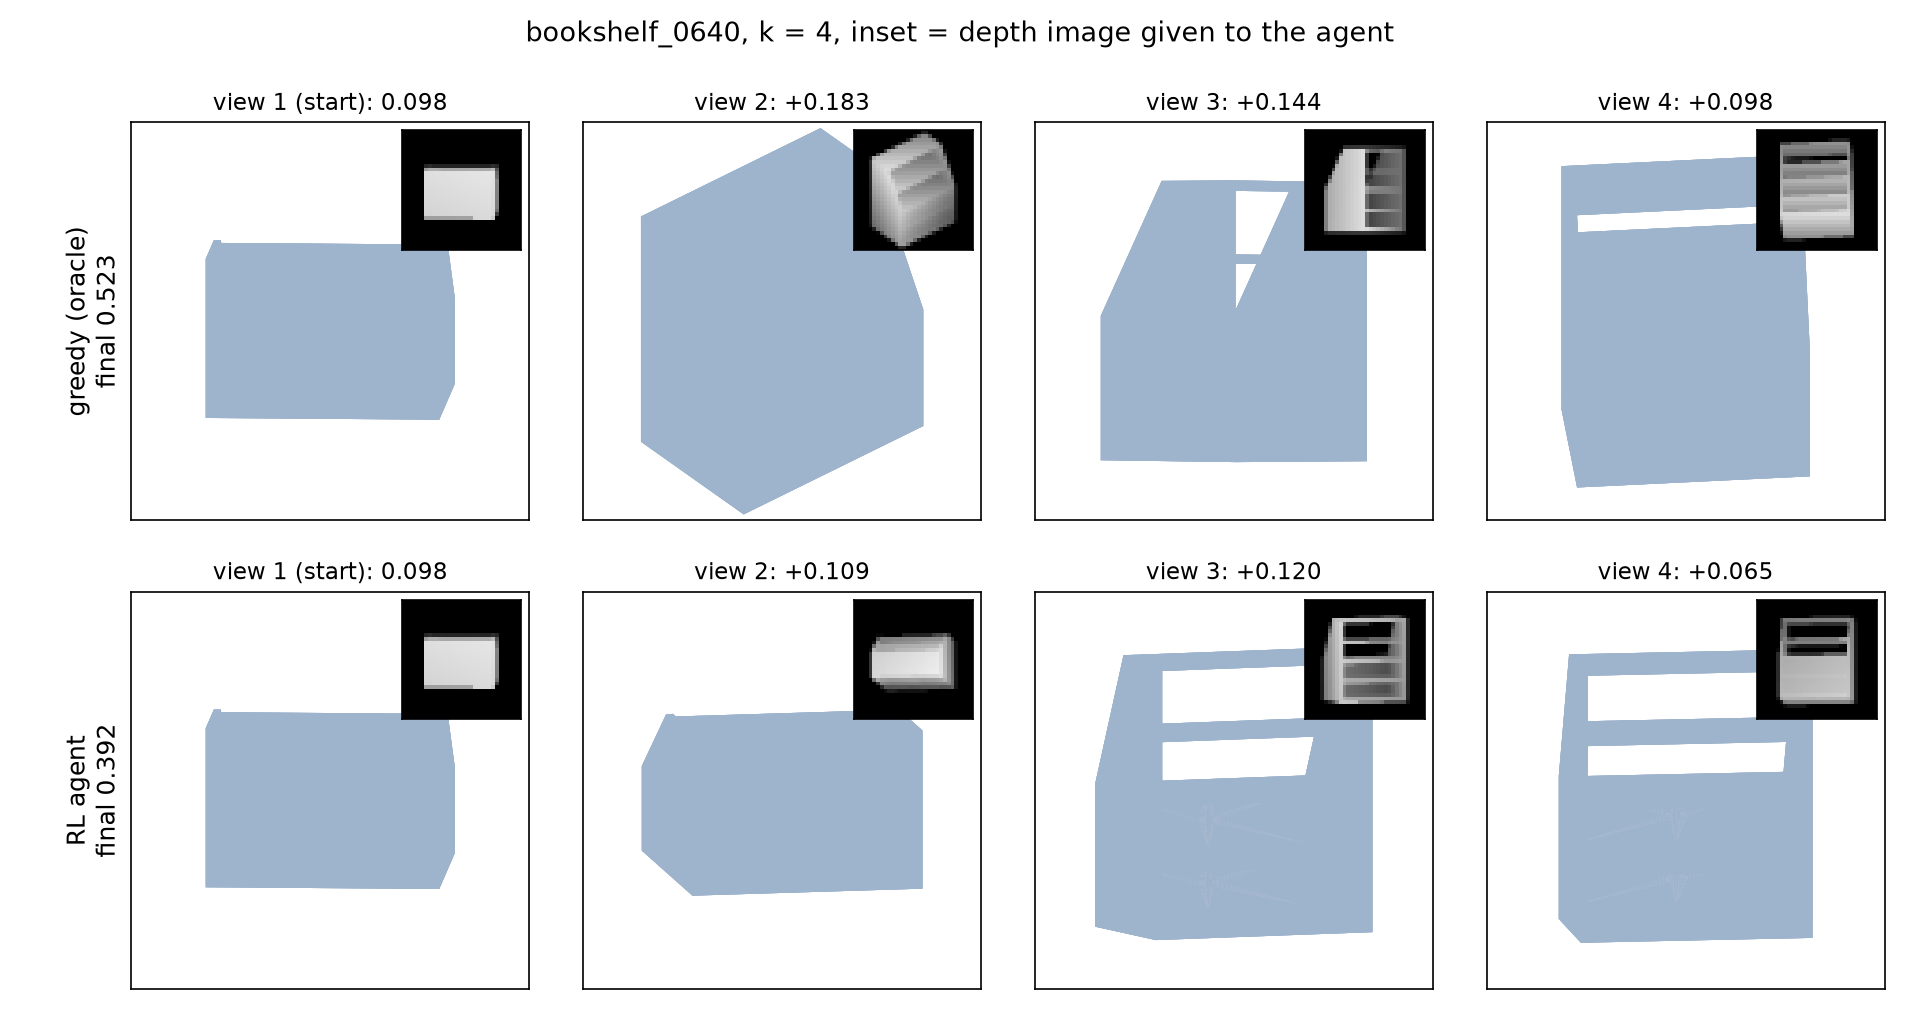 bookshelf_0640, k = 4, inset = depth image given to the agent
view 1 (start): 0.098
view 2: +0.183
view 3: +0.144
view 4: +0.098
greedy (oracle)
final 0.523
view 1 (start): 0.098
view 2: +0.109
view 3: +0.120
view 4: +0.065
RL agent
final 0.392